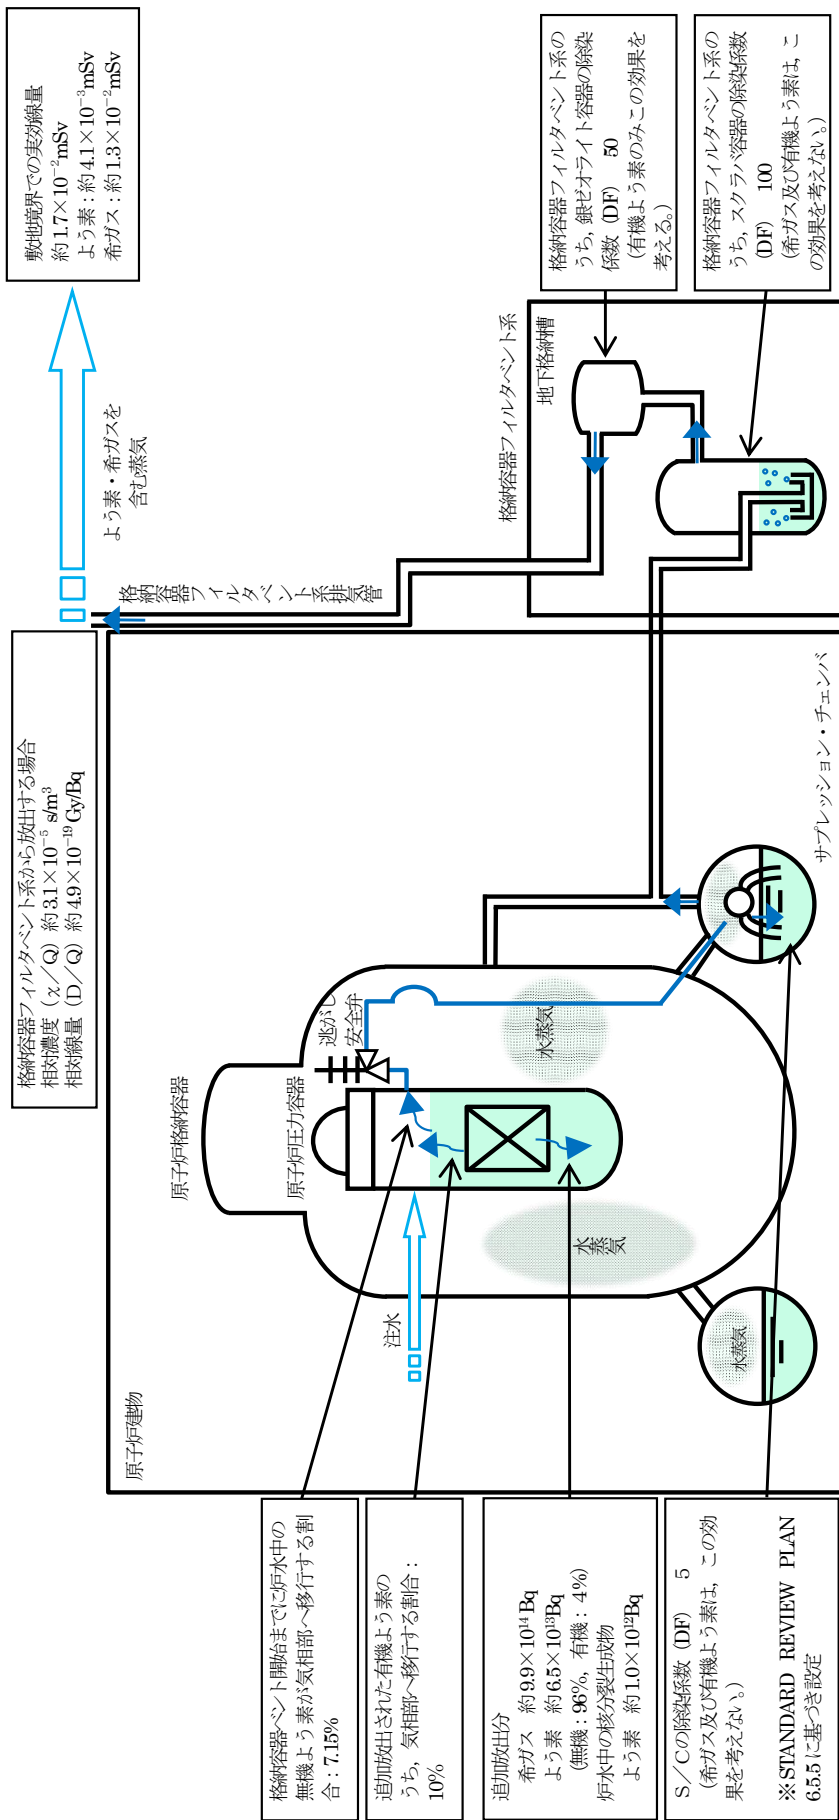 原子炉建物
格納容器ベント開始までに炉水中の
無機よう素が気相部へ移行する割
合：7.15%
追加放出された有機よう素の
うち，気相部へ移行する割合：
10%
追加放出分
希ガス　約9.9×10¹⁴Bq
よう素　約6.5×10¹³Bq
(無機：96%，有機：4%)
炉水中の核分裂生成物
よう素　約1.0×10¹²Bq
S／Cの除染係数 (DF)　5
(希ガス及び有機よう素は，この効
果を考えない。)
※STANDARD REVIEW PLAN
6.5.5 に基づき設定
注水
原子炉格納容器
原子炉圧力容器
逃がし
安全弁
水蒸気
水
蒸
気
水蒸気
サプレッション・チェンバ
格納容器フィルタベント系から放出する場合
相対濃度（χ／Q）約3.1×10⁻⁵ s/m³
相対線量（D／Q）約4.9×10⁻¹⁹ Gy/Bq
格納容器フィルタベント系排気管
よう素・希ガスを
含む蒸気
敷地境界での実効線量
約1.7×10⁻²mSv
よう素：約4.1×10⁻³mSv
希ガス：約1.3×10⁻²mSv
格納容器フィルタベント系
地下格納槽
格納容器フィルタベント系の
うち，銀ゼオライト容器の除染
係数 (DF)　50
(有機よう素のみこの効果を
考える。)
格納容器フィルタベント系の
うち，スクラバ容器の除染係数
(DF)　100
(希ガス及び有機よう素は，こ
の効果を考えない。)